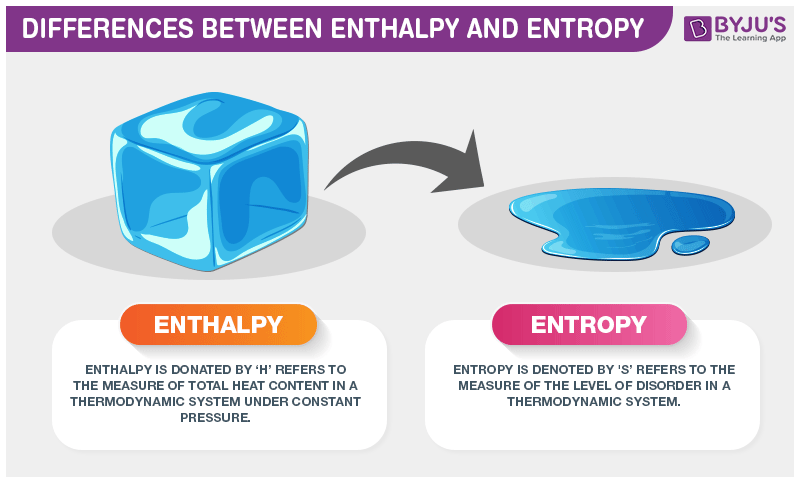 DIFFERENCES BETWEEN ENTHALPY AND ENTROPY
BYJU'S
The Learning App
ENTHALPY
ENTHALPY IS DONATED BY ‘H’ REFERS TO
THE MEASURE OF TOTAL HEAT CONTENT IN A
THERMODYNAMIC SYSTEM UNDER CONSTANT
PRESSURE.
ENTROPY
ENTROPY IS DENOTED BY 'S’ REFERS TO THE
MEASURE OF THE LEVEL OF DISORDER IN A
THERMODYNAMIC SYSTEM.